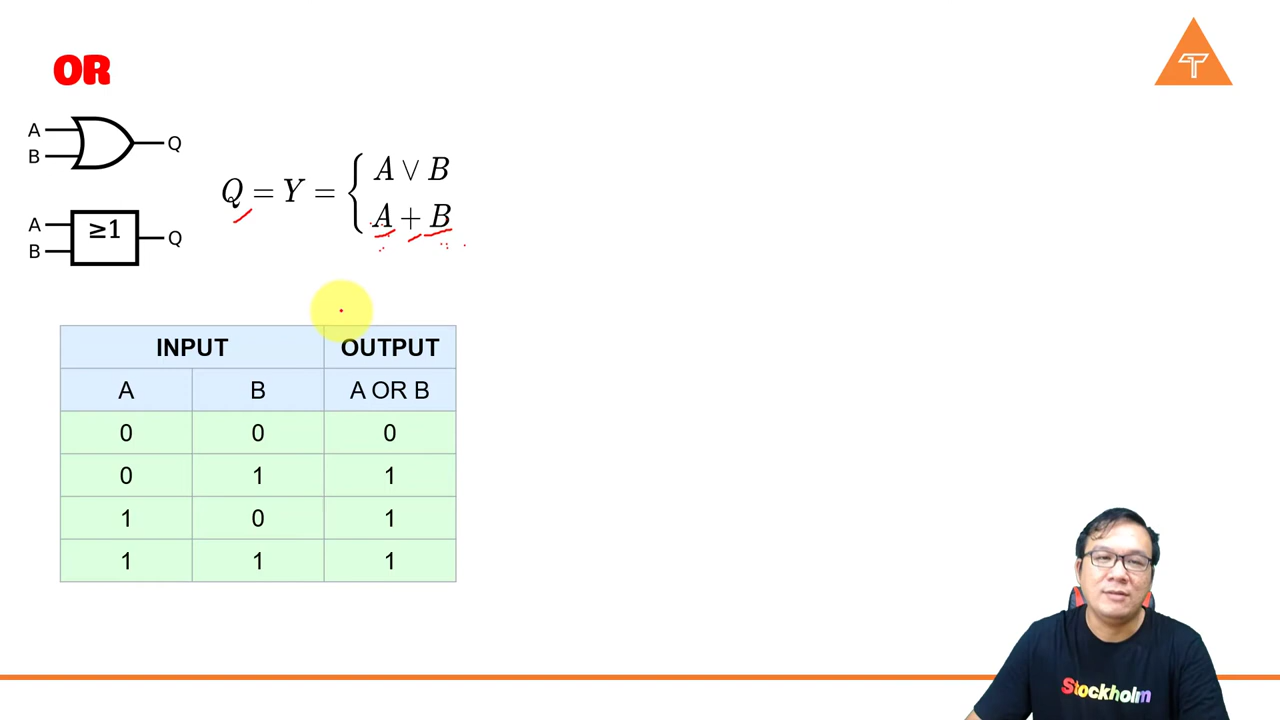 OR
A
B
Q
A
B
≥1
Q
Q = Y = { A ∨ B
A + B
INPUT OUTPUT
A B A OR B
0 0 0
0 1 1
1 0 1
1 1 1
T
Stockholm